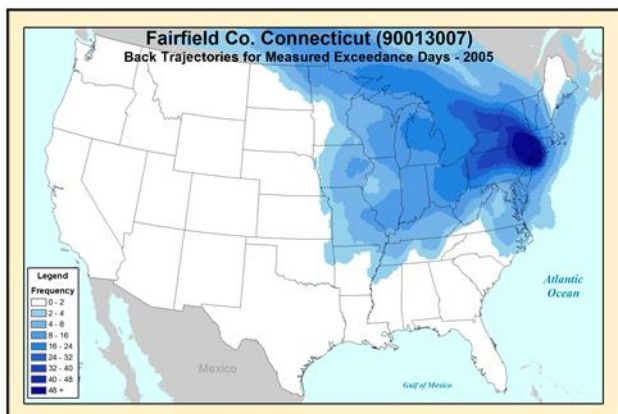 Fairfield Co. Connecticut (90013007)
Back Trajectories for Measured Exceedance Days - 2005
Legend
Frequency
0 - 2
2 - 4
4 - 8
8 - 16
16 - 24
24 - 32
32 - 40
40 - 48
48 +
Atlantic
Ocean
Mexico
Gulf of Mexico